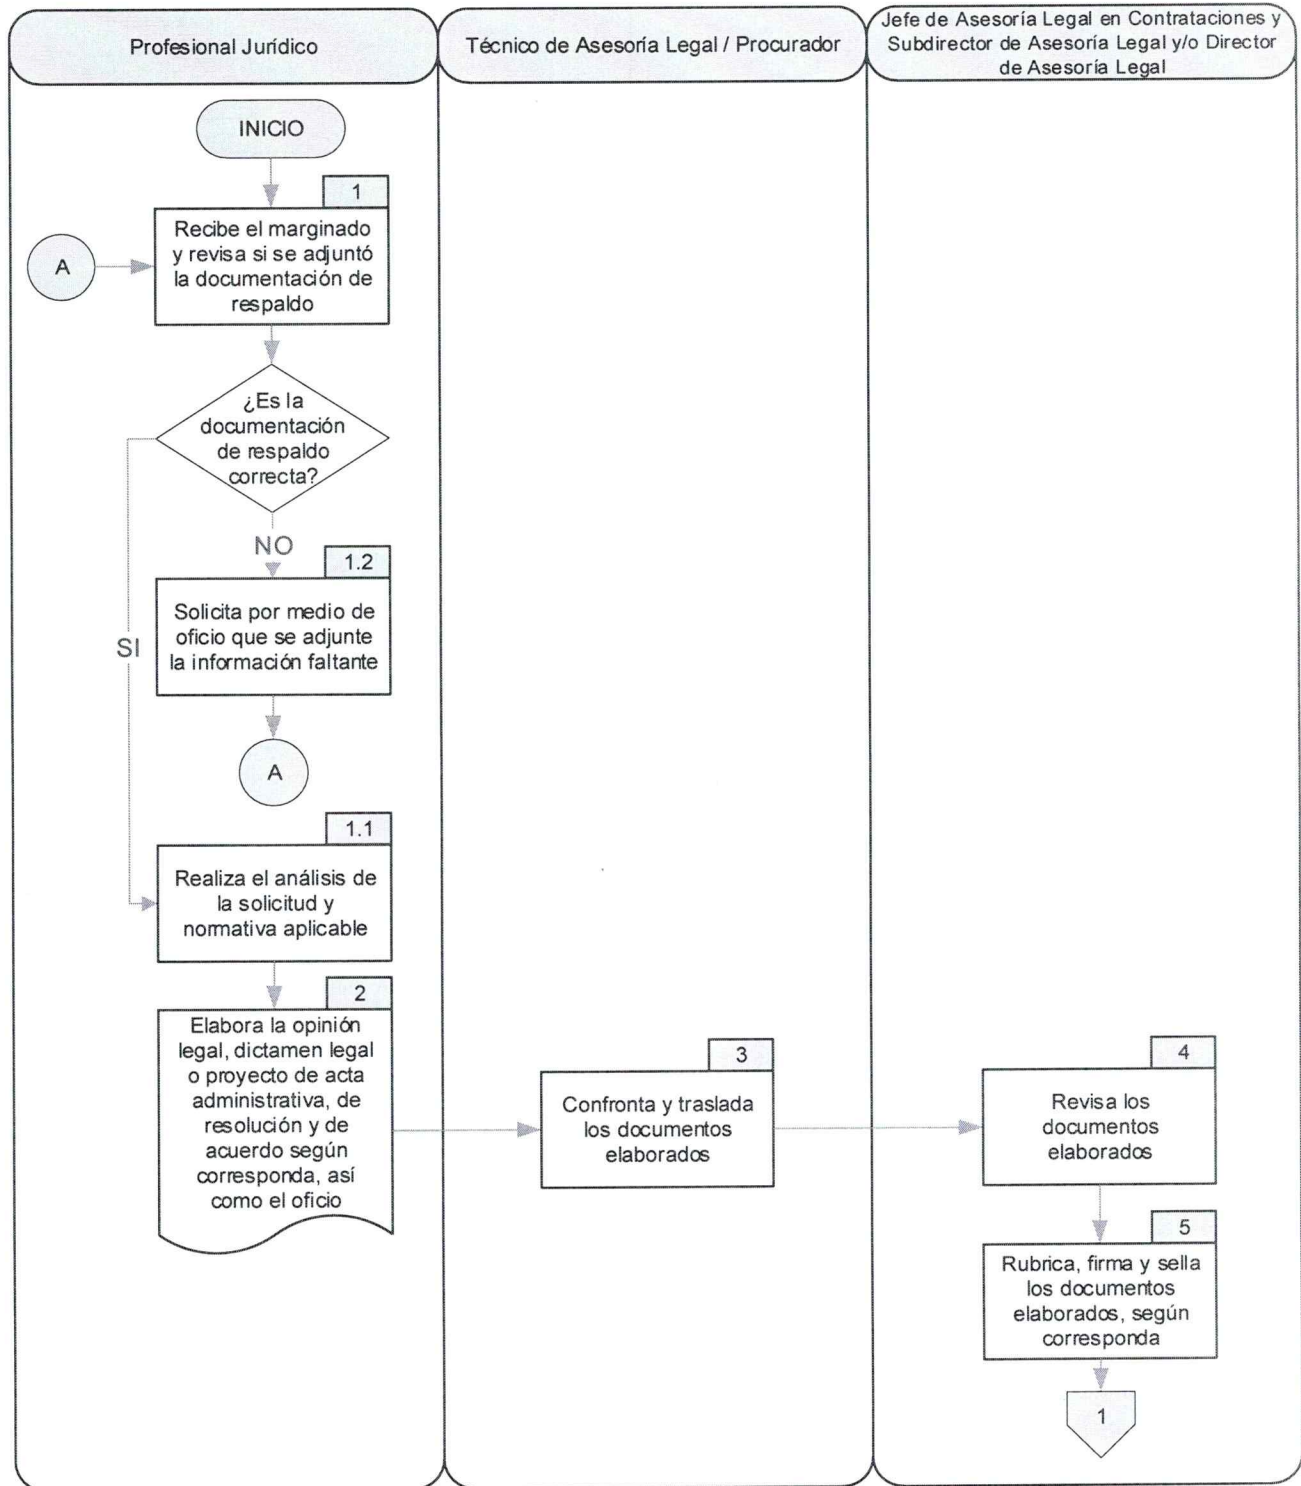 Profesional Jurídico
Técnico de Asesoría Legal / Procurador
Jefe de Asesoría Legal en Contrataciones y
Subdirector de Asesoría Legal y/o Director
de Asesoría Legal
INICIO
1
Recibe el marginado
y revisa si se adjuntó
la documentación de
respaldo
A
¿Es la
documentación
de respaldo
correcta?
NO
SI
1.2
Solicita por medio de
oficio que se adjunte
la información faltante
A
1.1
Realiza el análisis de
la solicitud y
normativa aplicable
2
Elabora la opinión
legal, dictamen legal
o proyecto de acta
administrativa, de
resolución y de
acuerdo según
corresponda, así
como el oficio
3
Confronta y traslada
los documentos
elaborados
4
Revisa los
documentos
elaborados
5
Rubrica, firma y sella
los documentos
elaborados, según
corresponda
1